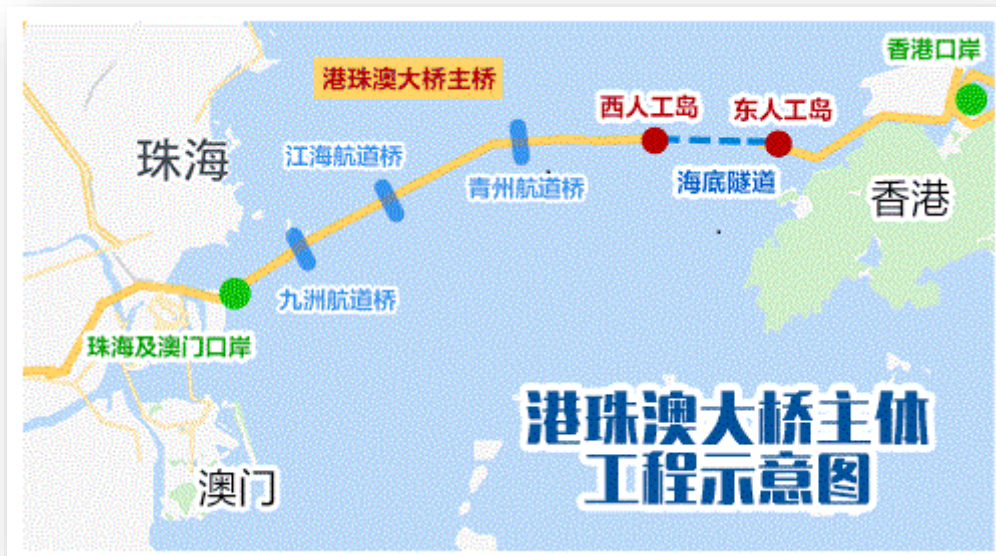 香港口岸
港珠澳大桥主桥
西人工岛
东人工岛
珠海
江海航道桥
青州航道桥
海底隧道
香港
九洲航道桥
珠海及澳门口岸
港珠澳大桥主体
工程示意图
澳门